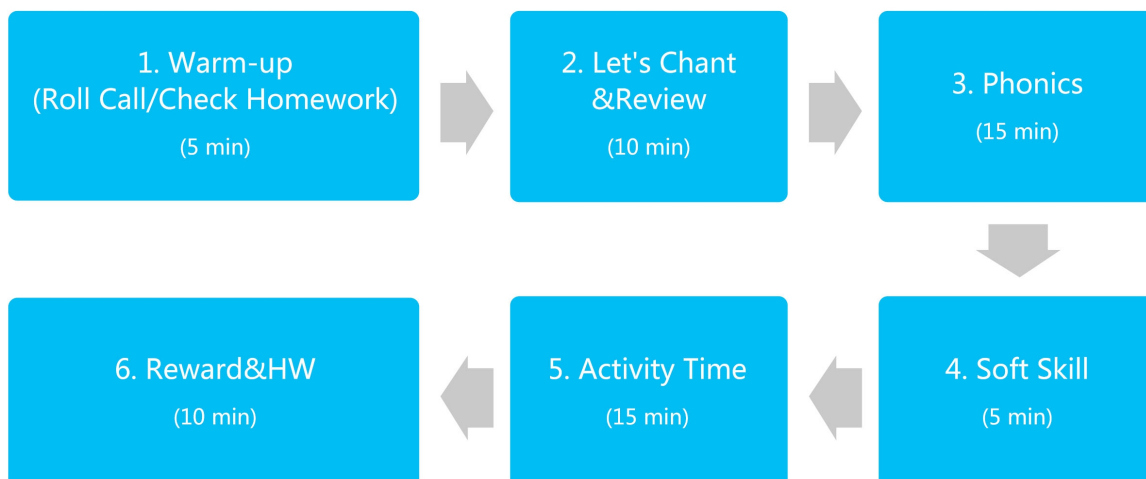 1. Warm-up
(Roll Call/Check Homework)
(5 min)
2. Let's Chant
&Review
(10 min)
3. Phonics
(15 min)
4. Soft Skill
(5 min)
5. Activity Time
(15 min)
6. Reward&HW
(10 min)